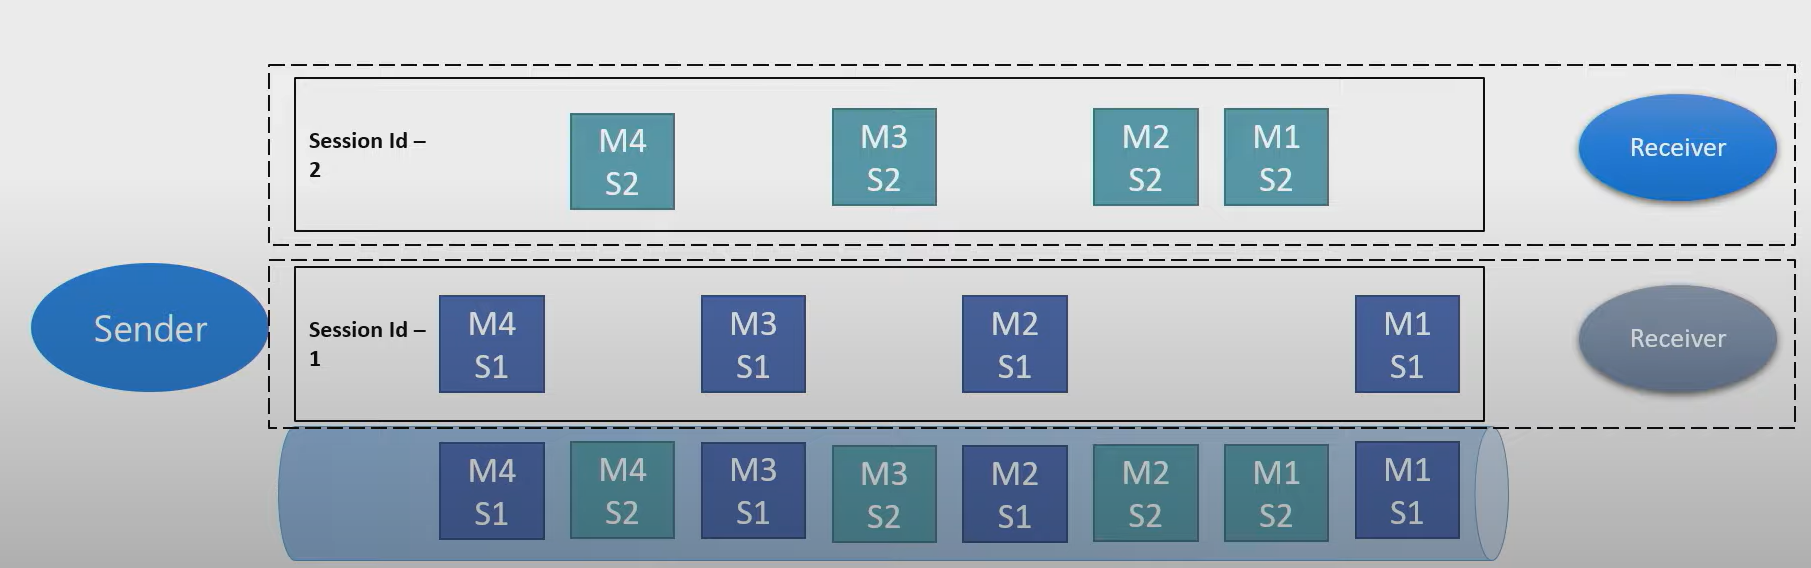 Session Id –
2
M4
S2
M3
S2
M2
S2
M1
S2
Receiver
Sender
Session Id –
1
M4
S1
M3
S1
M2
S1
M1
S1
Receiver
M4
S1
M4
S2
M3
S1
M3
S2
M2
S1
M2
S2
M1
S2
M1
S1